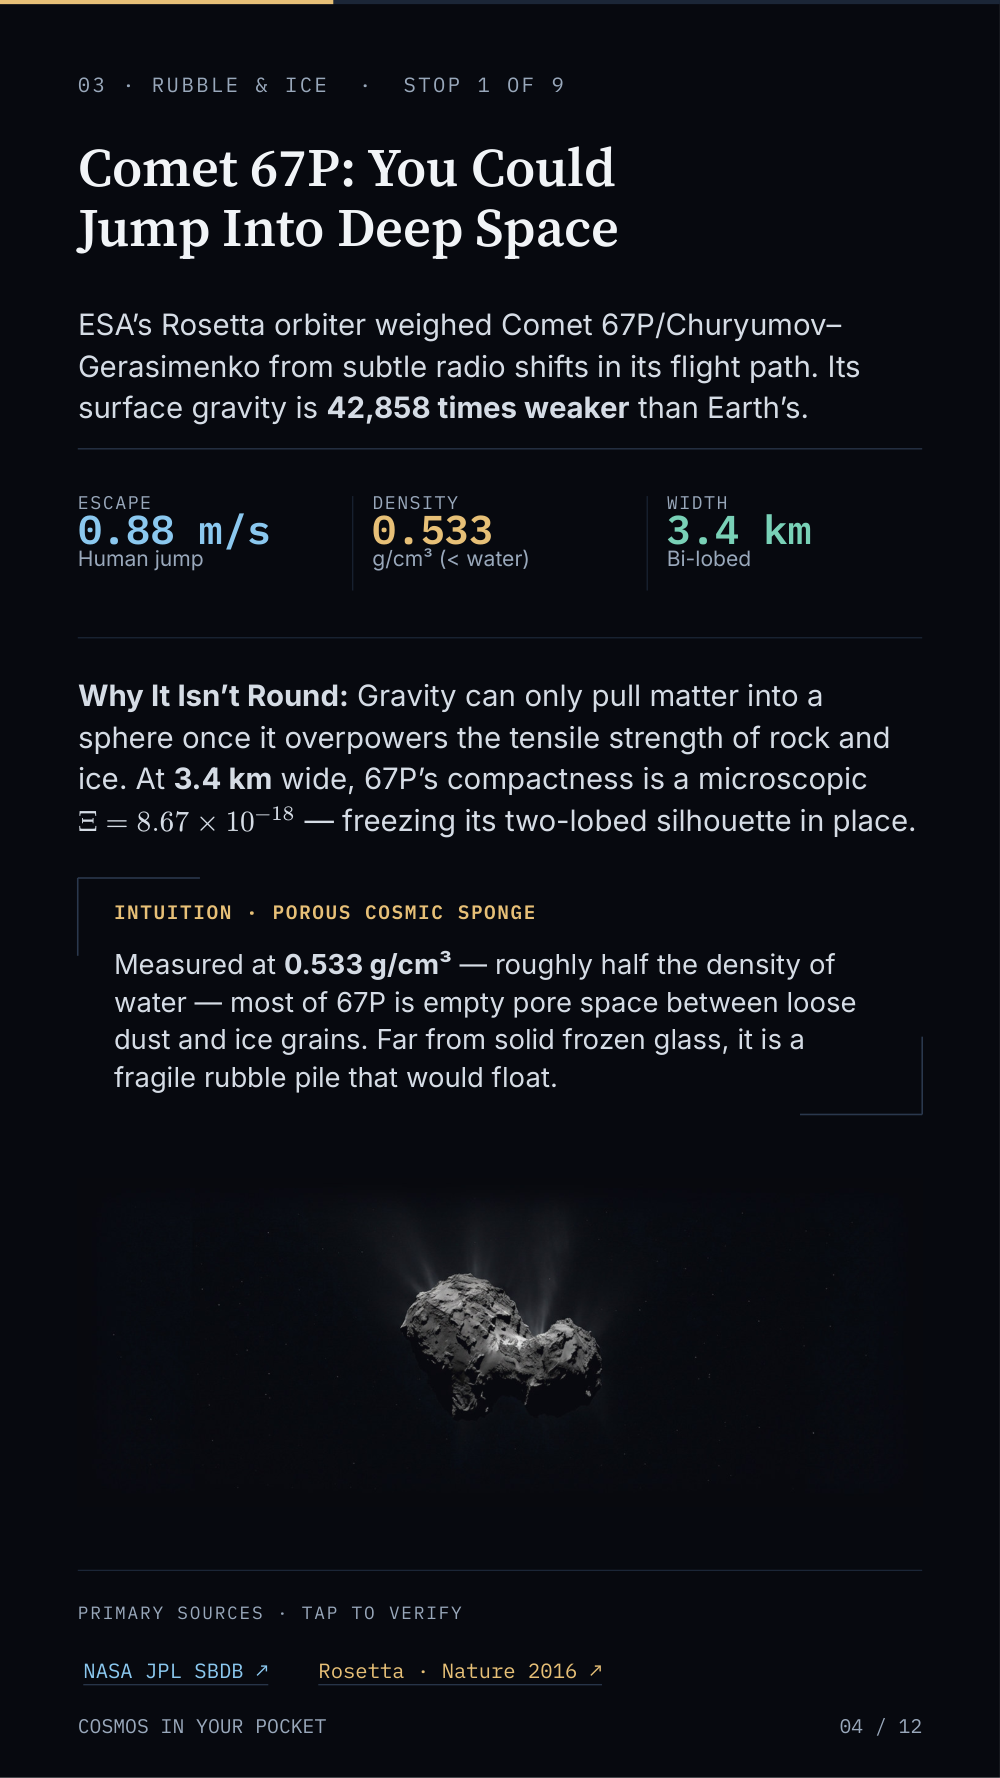 03 · RUBBLE & ICE · STOP 1 OF 9
Comet 67P: You Could
Jump Into Deep Space
ESA’s Rosetta orbiter weighed Comet 67P/Churyumov–
Gerasimenko from subtle radio shifts in its flight path. Its
surface gravity is 42,858 times weaker than Earth’s.
ESCAPE
0.88 m/s
Human jump
DENSITY
0.533
g/cm³ (< water)
WIDTH
3.4 km
Bi-lobed
Why It Isn’t Round: Gravity can only pull matter into a
sphere once it overpowers the tensile strength of rock and
ice. At 3.4 km wide, 67P’s compactness is a microscopic
Ξ = 8.67 × 10⁻¹⁸ — freezing its two-lobed silhouette in place.
INTUITION · POROUS COSMIC SPONGE
Measured at 0.533 g/cm³ — roughly half the density of
water — most of 67P is empty pore space between loose
dust and ice grains. Far from solid frozen glass, it is a
fragile rubble pile that would float.
PRIMARY SOURCES · TAP TO VERIFY
NASA JPL SBDB ↗ Rosetta · Nature 2016 ↗
COSMOS IN YOUR POCKET 04 / 12